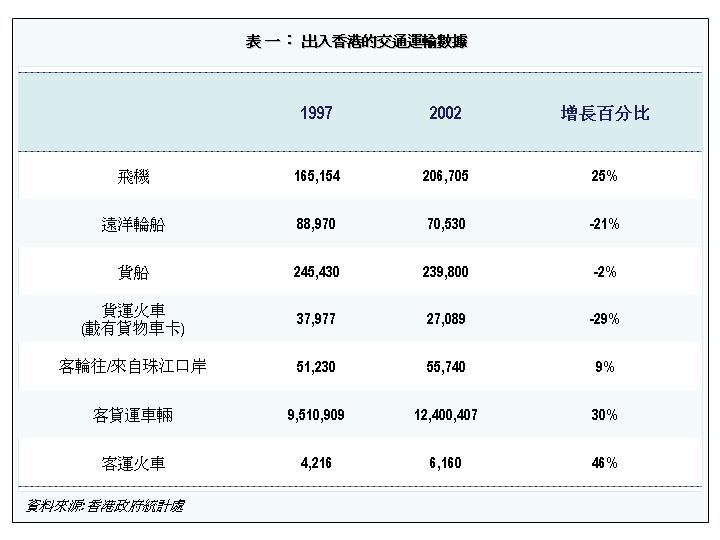 表一： 出入香港的交通運輸數據
1997 2002 增長百分比
飛機 165,154 206,705 25%
遠洋輪船 88,970 70,530 -21%
貨船 245,430 239,800 -2%
貨運火車
(載有貨物車卡) 37,977 27,089 -29%
客輪往/來自珠江口岸 51,230 55,740 9%
客貨運車輛 9,510,909 12,400,407 30%
客運火車 4,216 6,160 46%
資料來源:香港政府統計處